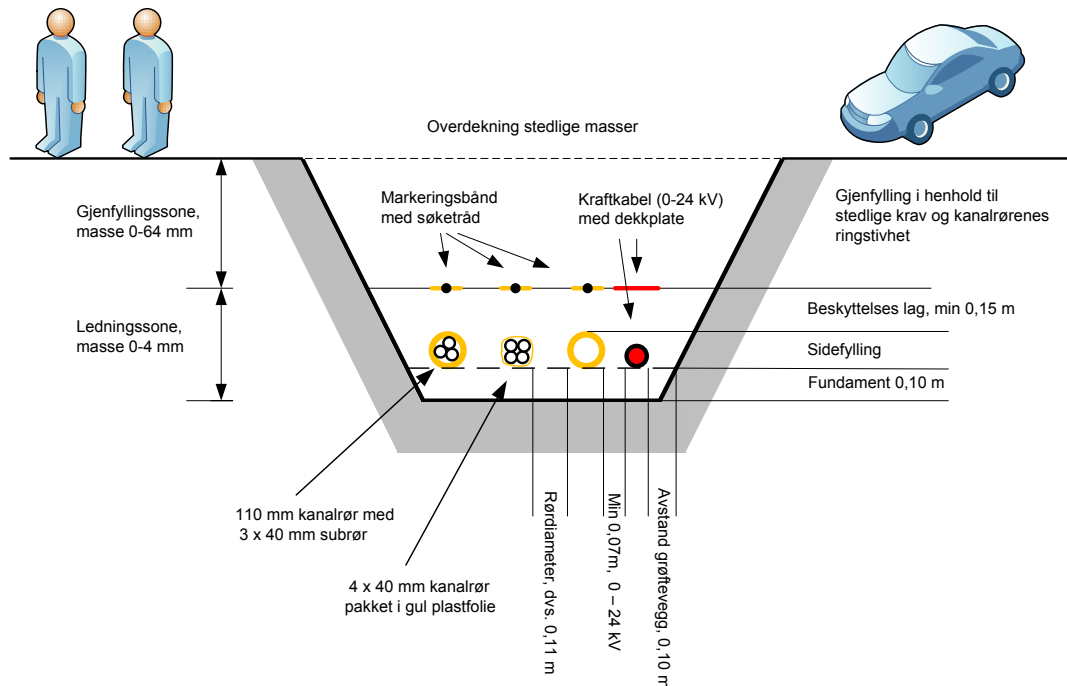 Overdekning stedlige masser
Gjenfyllingssone,
masse 0-64 mm
Markeringsbånd
med søketråd
Kraftkabel (0-24 kV)
med dekkplate
Gjenfylling i henhold til
stedlige krav og kanalrørenes
ringstivhet
Ledningssone,
masse 0-4 mm
Beskyttelses lag, min 0,15 m
Sidefylling
Fundament 0,10 m
110 mm kanalrør med
3 x 40 mm subrør
4 x 40 mm kanalrør
pakket i gul plastfolie
Rørdiameter, dvs. 0,11 m
Min 0,07m, 0 – 24 kV
Avstand grøftevegg, 0,10 m